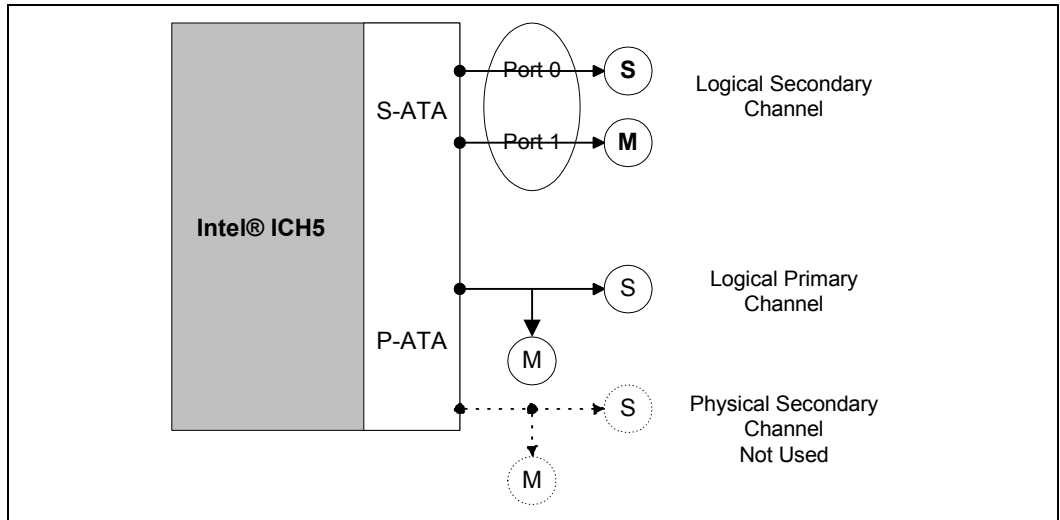 Port 0
S
Logical Secondary
Channel
S-ATA
Port 1
M
Intel® ICH5
S
Logical Primary
Channel
P-ATA
M
S
Physical Secondary
Channel
Not Used
M